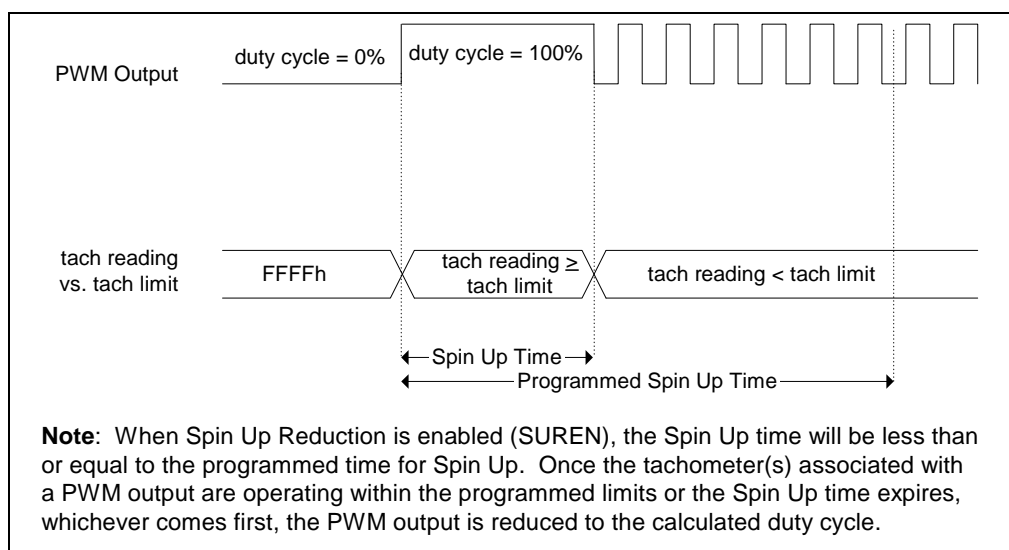 PWM Output
duty cycle = 0%
duty cycle = 100%
tach reading
vs. tach limit
FFFFh
tach reading ≥
tach limit
tach reading < tach limit
Spin Up Time
Programmed Spin Up Time
Note: When Spin Up Reduction is enabled (SUREN), the Spin Up time will be less than
or equal to the programmed time for Spin Up. Once the tachometer(s) associated with
a PWM output are operating within the programmed limits or the Spin Up time expires,
whichever comes first, the PWM output is reduced to the calculated duty cycle.